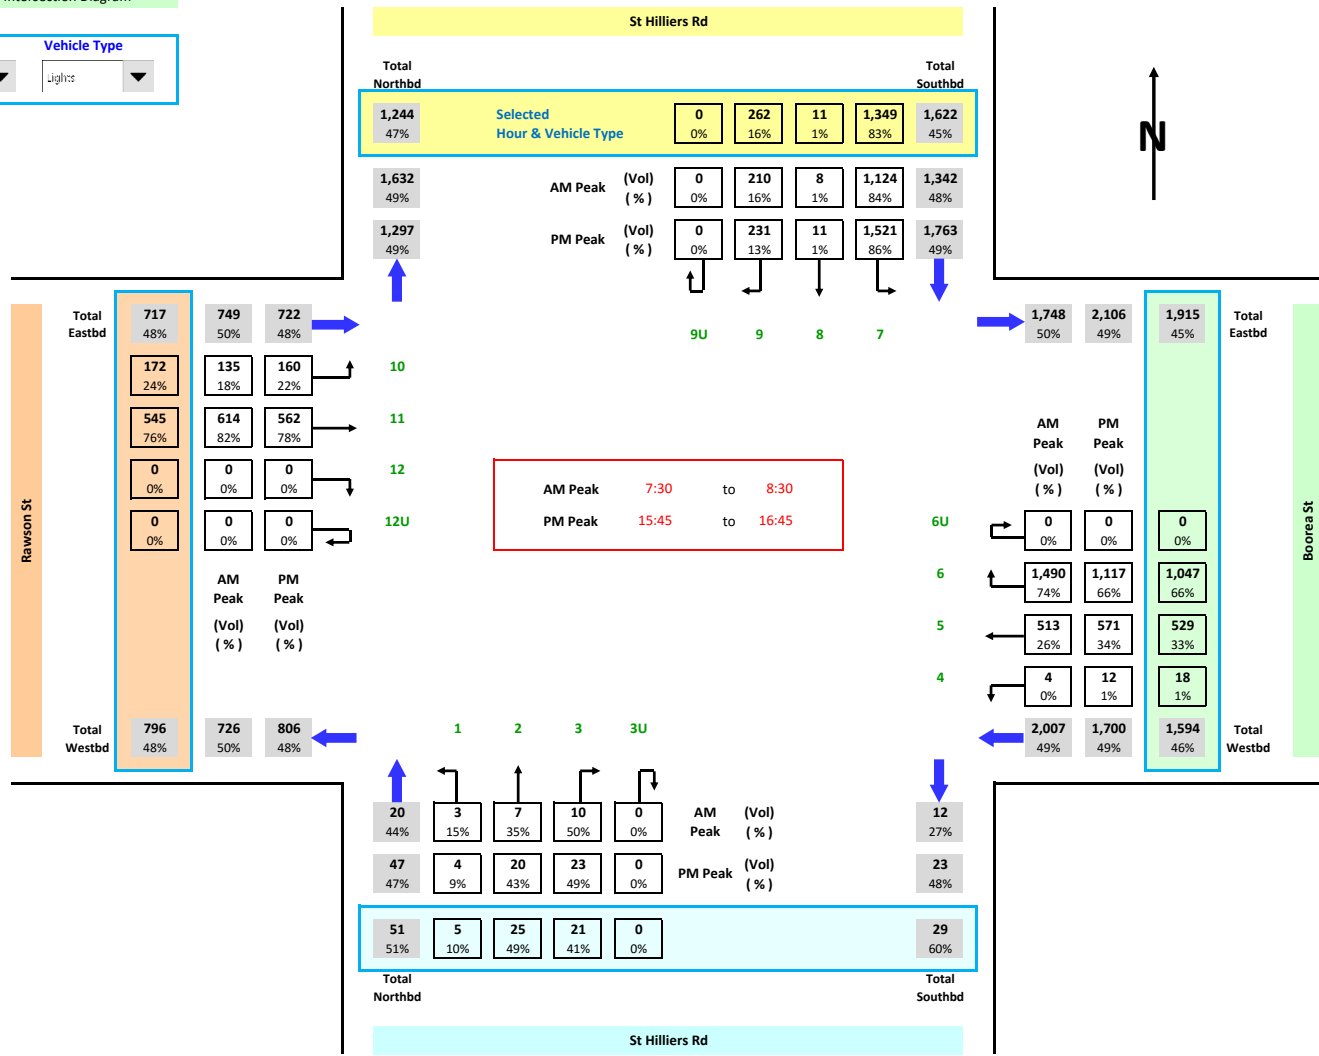 Intersection Diagram
Vehicle Type
Lights
St Hilliers Rd
Total
Northbd
Total
Southbd
1,244
47%
Selected
Hour & Vehicle Type
0
0%
262
16%
11
1%
1,349
83%
1,622
45%
1,632
49%
AM Peak
(Vol)
( % )
0
0%
210
16%
8
1%
1,124
84%
1,342
48%
1,297
49%
PM Peak
(Vol)
( % )
0
0%
231
13%
11
1%
1,521
86%
1,763
49%
N
9U
9
8
7
Rawson St
Total
Eastbd
717
48%
749
50%
722
48%
172
24%
135
18%
160
22%
10
545
76%
614
82%
562
78%
11
0
0%
0
0%
0
0%
12
0
0%
0
0%
0
0%
12U
AM
Peak
(Vol)
( % )
PM
Peak
(Vol)
( % )
Total
Westbd
796
48%
726
50%
806
48%
AM Peak 7:30 to 8:30
PM Peak 15:45 to 16:45
1,748
50%
2,106
49%
1,915
45%
Total
Eastbd
AM
Peak
(Vol)
( % )
PM
Peak
(Vol)
( % )
6U
0
0%
0
0%
0
0%
6
1,490
74%
1,117
66%
1,047
66%
5
513
26%
571
34%
529
33%
4
4
0%
12
1%
18
1%
2,007
49%
1,700
49%
1,594
46%
Total
Westbd
Boorea St
1
2
3
3U
20
44%
3
15%
7
35%
10
50%
0
0%
AM
Peak
(Vol)
( % )
12
27%
47
47%
4
9%
20
43%
23
49%
0
0%
PM Peak
(Vol)
( % )
23
48%
51
51%
5
10%
25
49%
21
41%
0
0%
29
60%
Total
Northbd
Total
Southbd
St Hilliers Rd